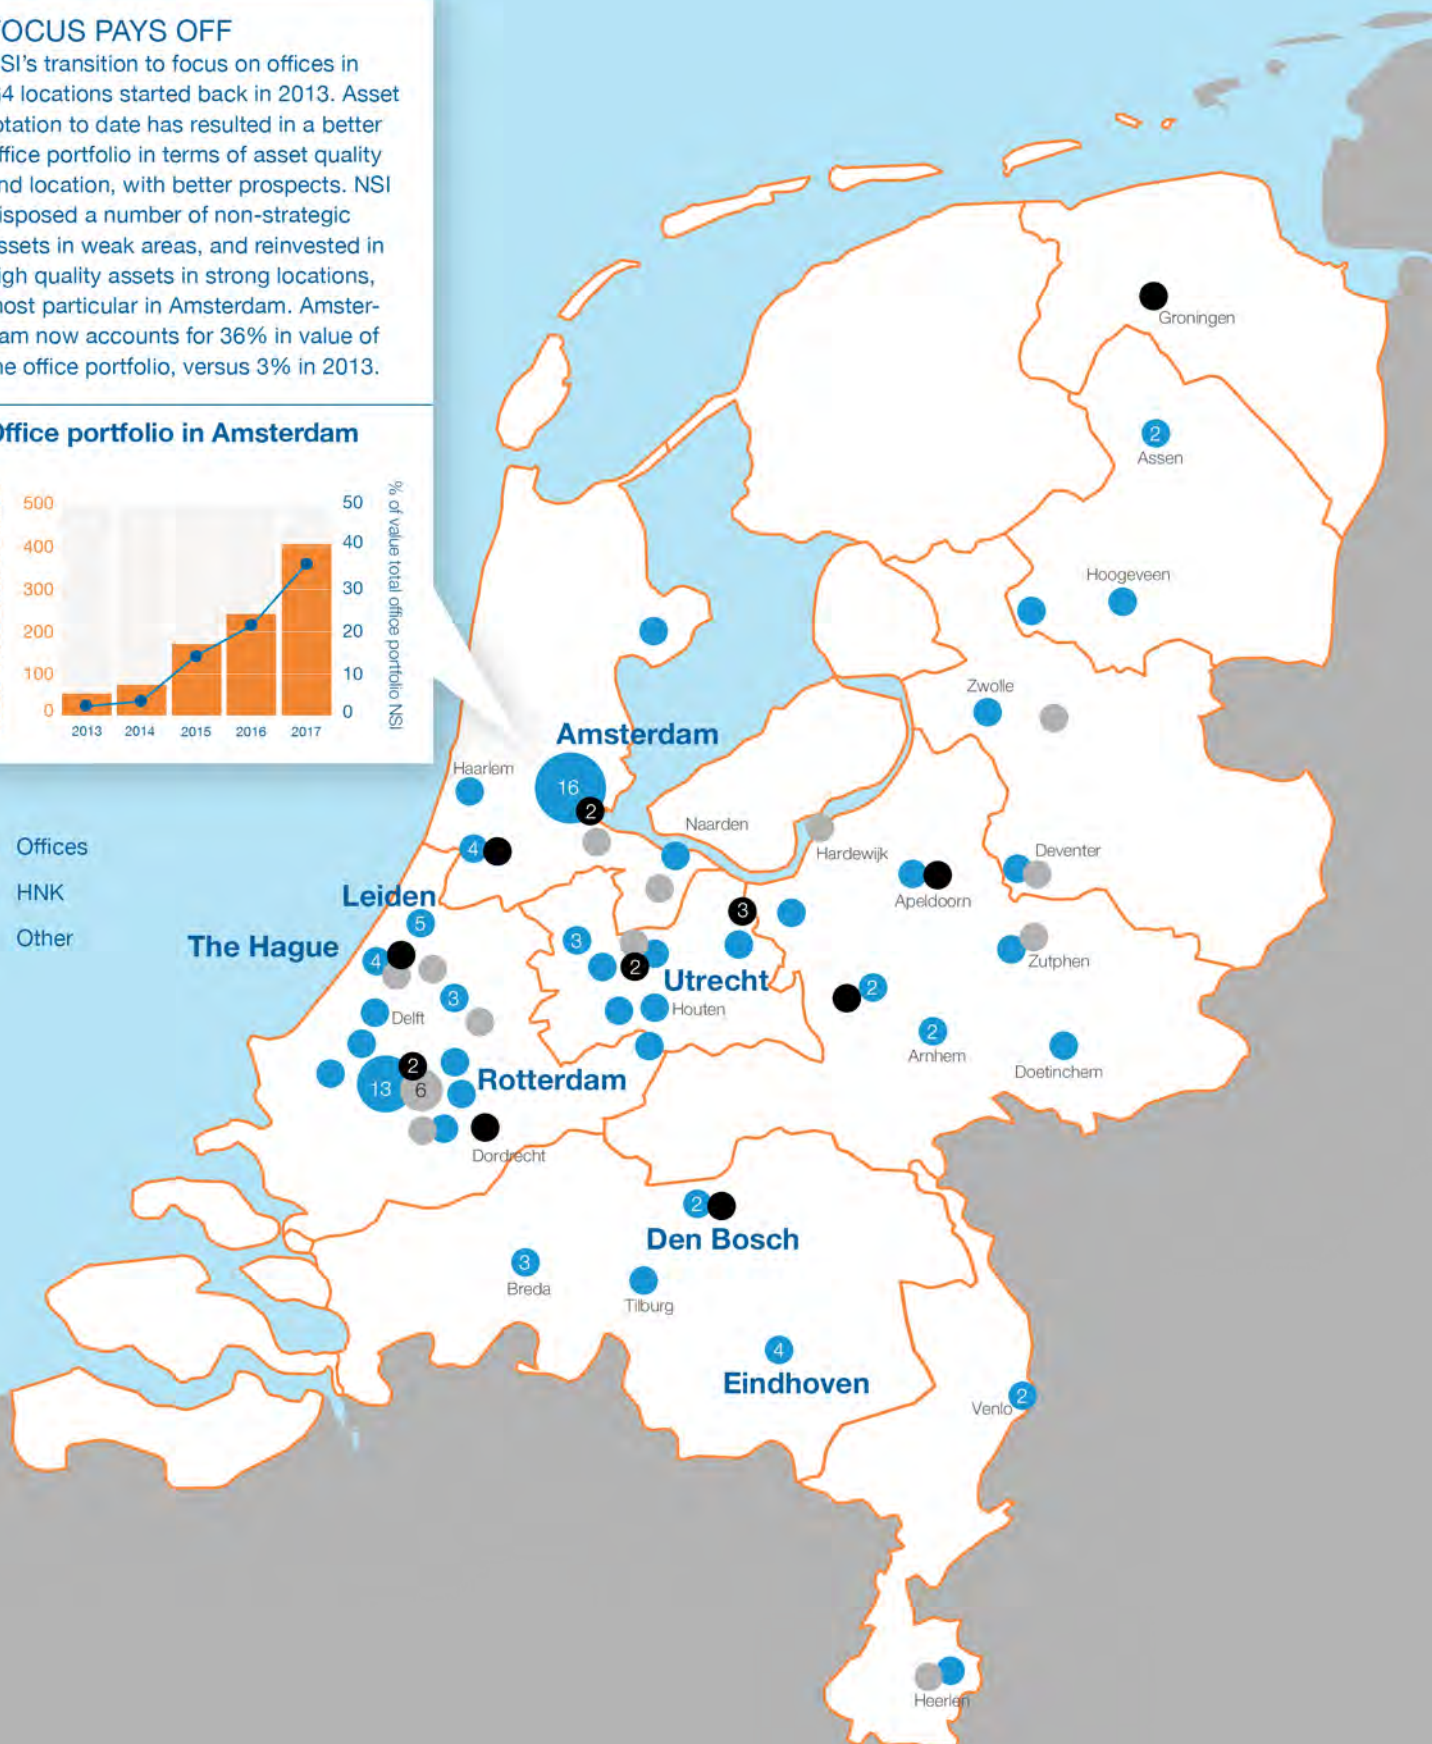 OCUS PAYS OFF
SI's transition to focus on offices in
4 locations started back in 2013. Asset
otation to date has resulted in a better
ffice portfolio in terms of asset quality
nd location, with better prospects. NSI
isposed a number of non-strategic
ssets in weak areas, and reinvested in
igh quality assets in strong locations,
ost particular in Amsterdam. Amster-
am now accounts for 36% in value of
he office portfolio, versus 3% in 2013.
Office portfolio in Amsterdam
500
400
300
200
100
0
50
40
30
20
10
0
% of value total office portfolio NSI
2013 2014 2015 2016 2017
Offices
HNK
Other
Groningen
2
Assen
Hoogeveen
Zwolle
Amsterdam
Haarlem
16
2
Naarden
Hardewijk
4
Deventer
Apeldoorn
Leiden
5
3
The Hague
4
3
2
Utrecht
Zutphen
3
2
Houten
Delft
2
Arnhem
Doetinchem
2
13
6
Rotterdam
Dordrecht
2
Den Bosch
3
Breda
Tilburg
4
Eindhoven
2
Venlo
Heerlen